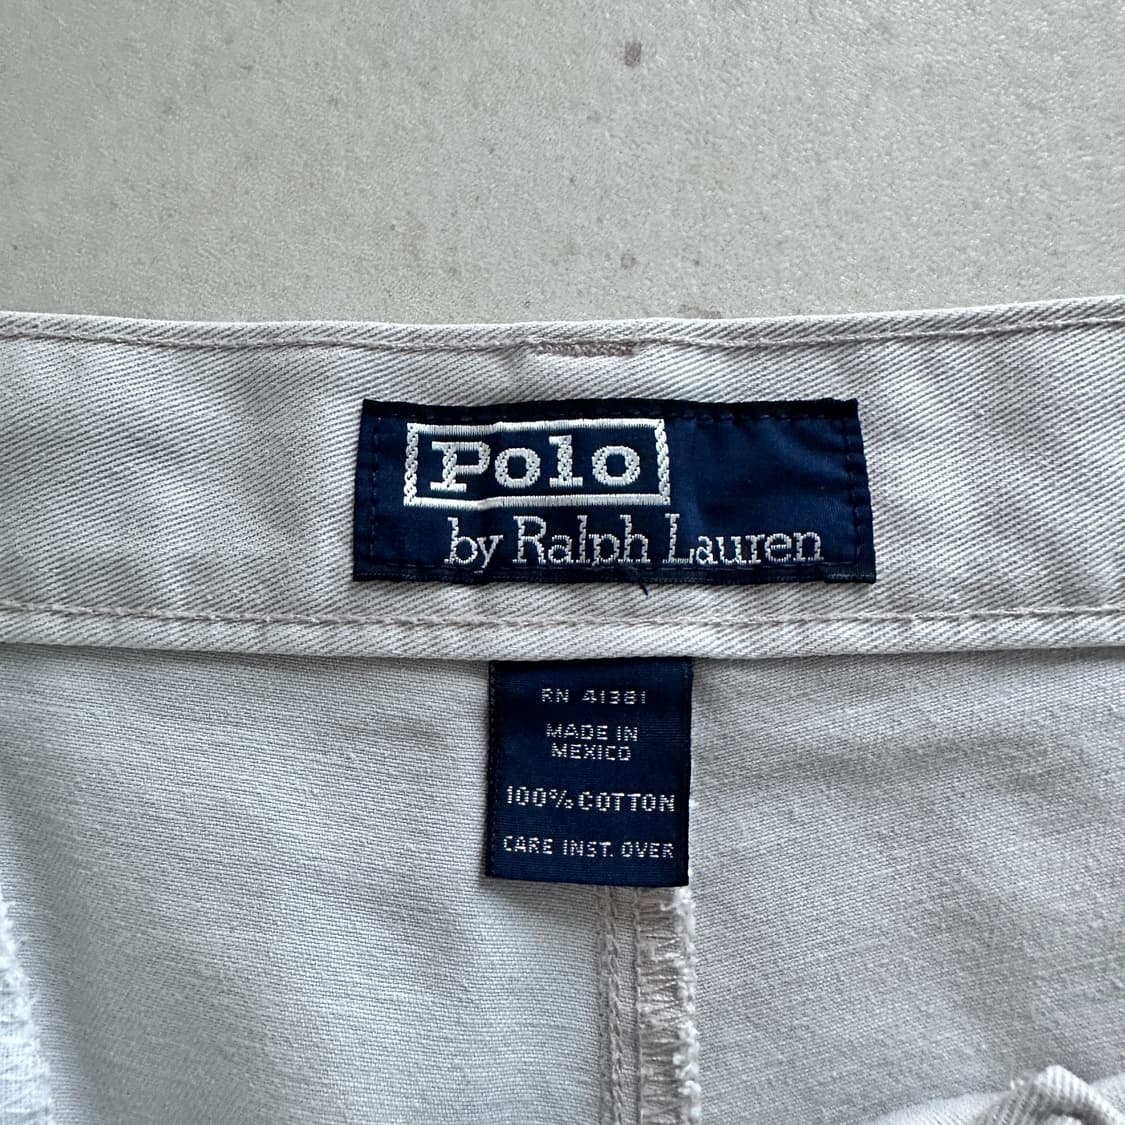 Polo
by Ralph Lauren
RN 41381
MADE IN
MEXICO
100% COTTON
CARE INST. OVER